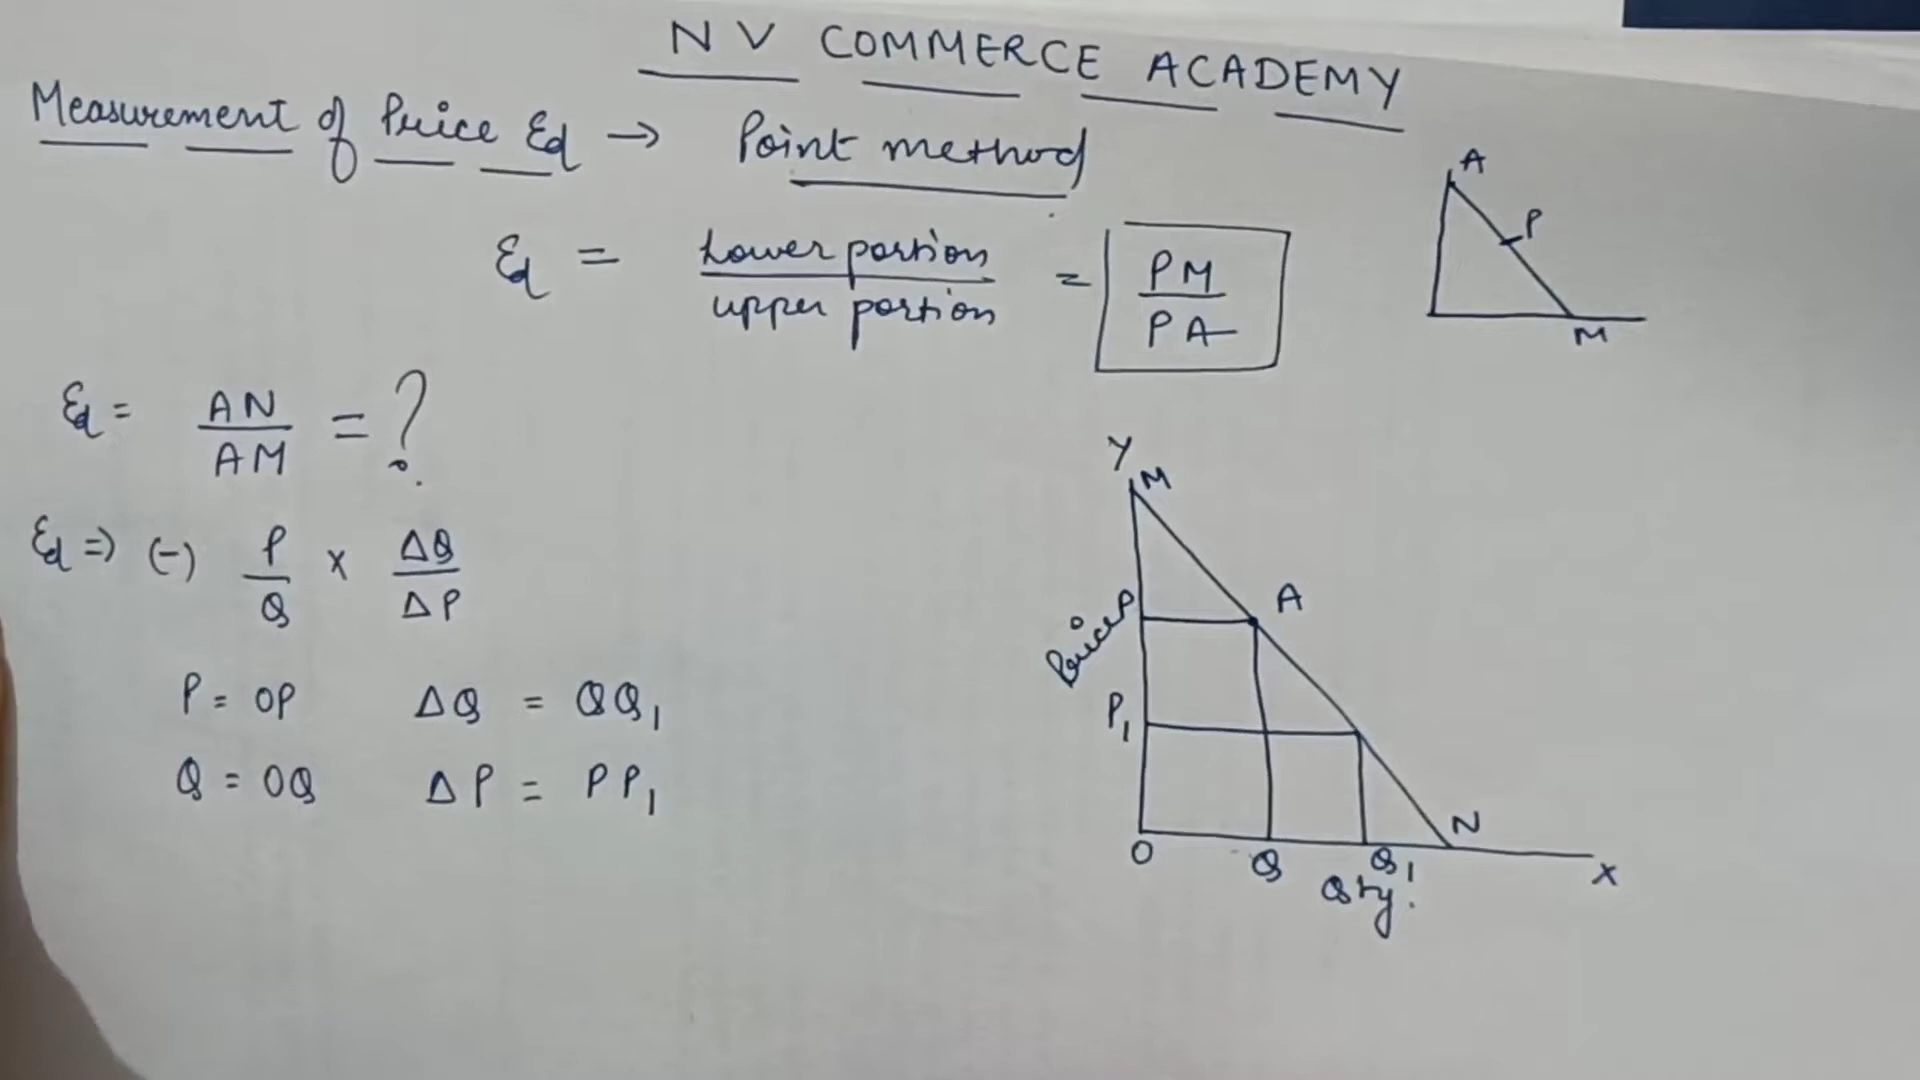 N V COMMERCE ACADEMY
Measurement of Price Ed → Point method
Ed = Lower portion / upper portion = PM / PA
A
P
M
Ed = AN / AM = ?
Ed => (-) P / Q x ΔQ / ΔP
P = OP ΔQ = QQ1
Q = OQ ΔP = PP1
Y
M
Price P
A
P1
N
O Q Q1 X
Qty.